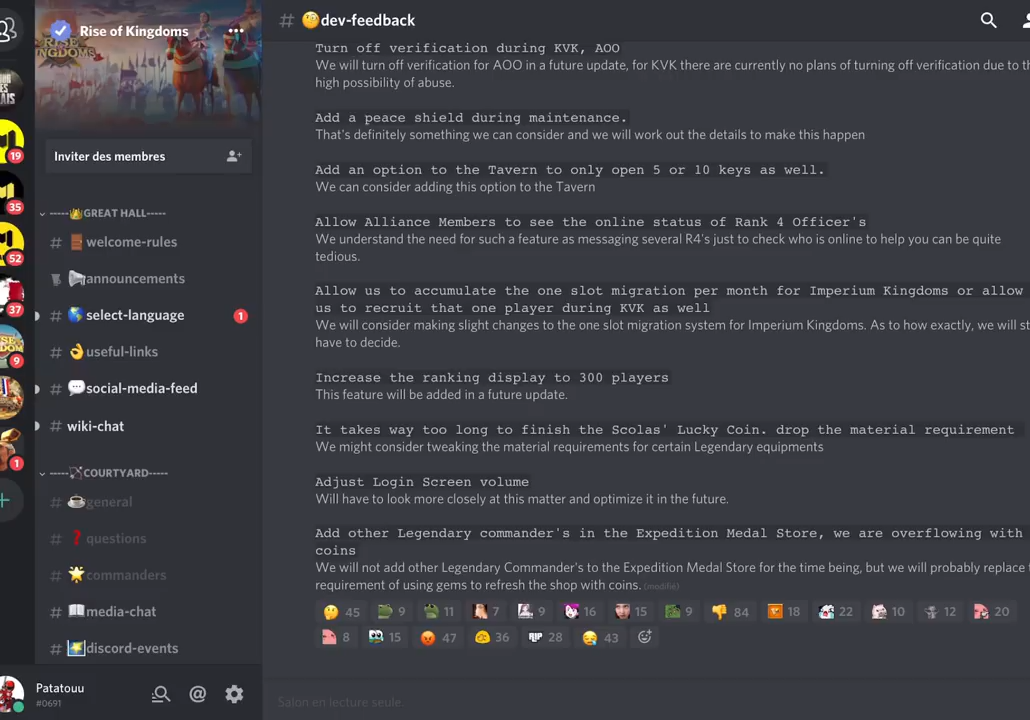 Rise of Kingdoms
Inviter des membres
-----GREAT HALL-----
# welcome-rules
announcements
# select-language 1
# useful-links
# social-media-feed
# wiki-chat
-----COURTYARD-----
# general
# questions
# commanders
# media-chat
# discord-events
Patatouu
#0691
19
35
52
37
9
1
# dev-feedback
Turn off verification during KVK, AOO
We will turn off verification for AOO in a future update, for KVK there are currently no plans of turning off verification due to th
high possibility of abuse.
Add a peace shield during maintenance.
That's definitely something we can consider and we will work out the details to make this happen
Add an option to the Tavern to only open 5 or 10 keys as well.
We can consider adding this option to the Tavern
Allow Alliance Members to see the online status of Rank 4 Officer's
We understand the need for such a feature as messaging several R4's just to check who is online to help you can be quite
tedious.
Allow us to accumulate the one slot migration per month for Imperium Kingdoms or allow
us to recruit that one player during KVK as well
We will consider making slight changes to the one slot migration system for Imperium Kingdoms. As to how exactly, we will st
have to decide.
Increase the ranking display to 300 players
This feature will be added in a future update.
It takes way too long to finish the Scolas' Lucky Coin. drop the material requirement
We might consider tweaking the material requirements for certain Legendary equipments
Adjust Login Screen volume
Will have to look more closely at this matter and optimize it in the future.
Add other Legendary commander's in the Expedition Medal Store, we are overflowing with
coins
We will not add other Legendary Commander's to the Expedition Medal Store for the time being, but we will probably replace t
requirement of using gems to refresh the shop with coins. (modifié)
45 9 11 7 9 16 15 9 84 18 22 10 12 20
8 15 47 36 RIP 28 43
Salon en lecture seule.